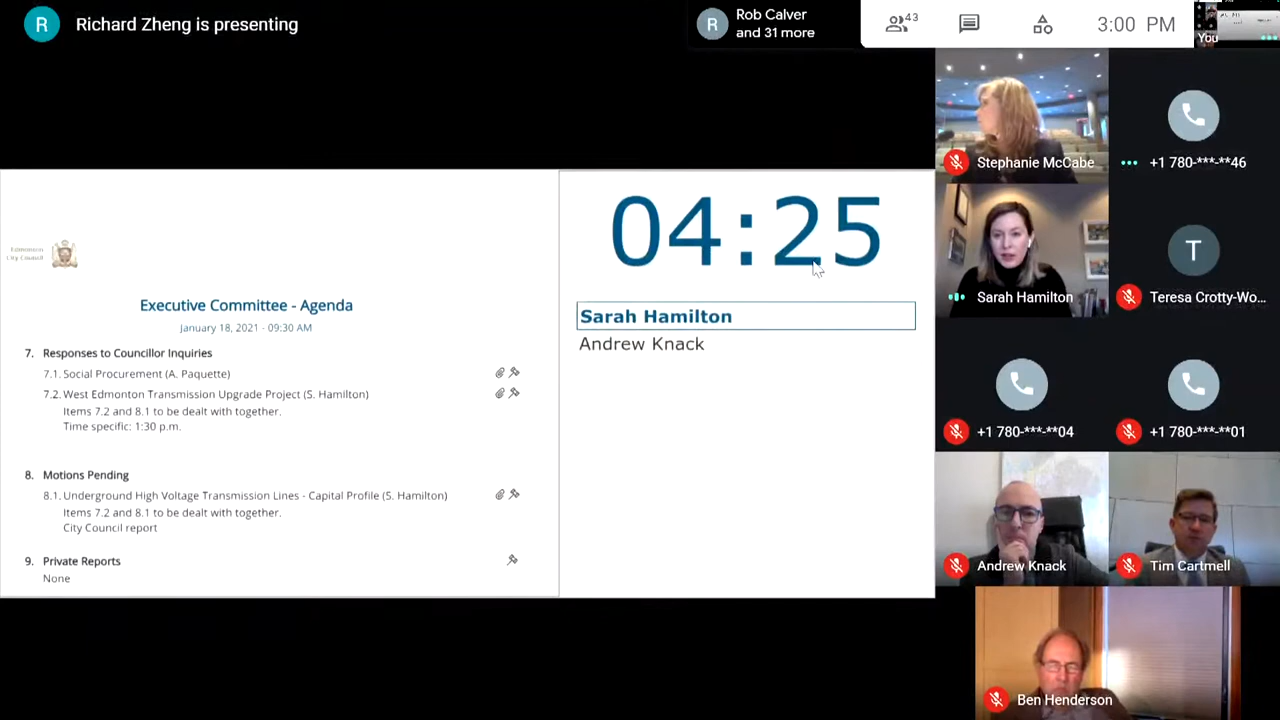 R
Richard Zheng is presenting
R
Rob Calver
and 31 more
43
3:00 PM
You
Stephanie McCabe
+1 780-***-**46
Sarah Hamilton
T
Teresa Crotty-Wo...
+1 780-***-**04
+1 780-***-**01
Andrew Knack
Tim Cartmell
Ben Henderson
Edmonton
City Council
Executive Committee - Agenda
January 18, 2021 - 09:30 AM
7. Responses to Councillor Inquiries
7.1. Social Procurement (A. Paquette)
7.2. West Edmonton Transmission Upgrade Project (S. Hamilton)
Items 7.2 and 8.1 to be dealt with together.
Time specific: 1:30 p.m.
8. Motions Pending
8.1. Underground High Voltage Transmission Lines - Capital Profile (S. Hamilton)
Items 7.2 and 8.1 to be dealt with together.
City Council report
9. Private Reports
None
04:25
Sarah Hamilton
Andrew Knack